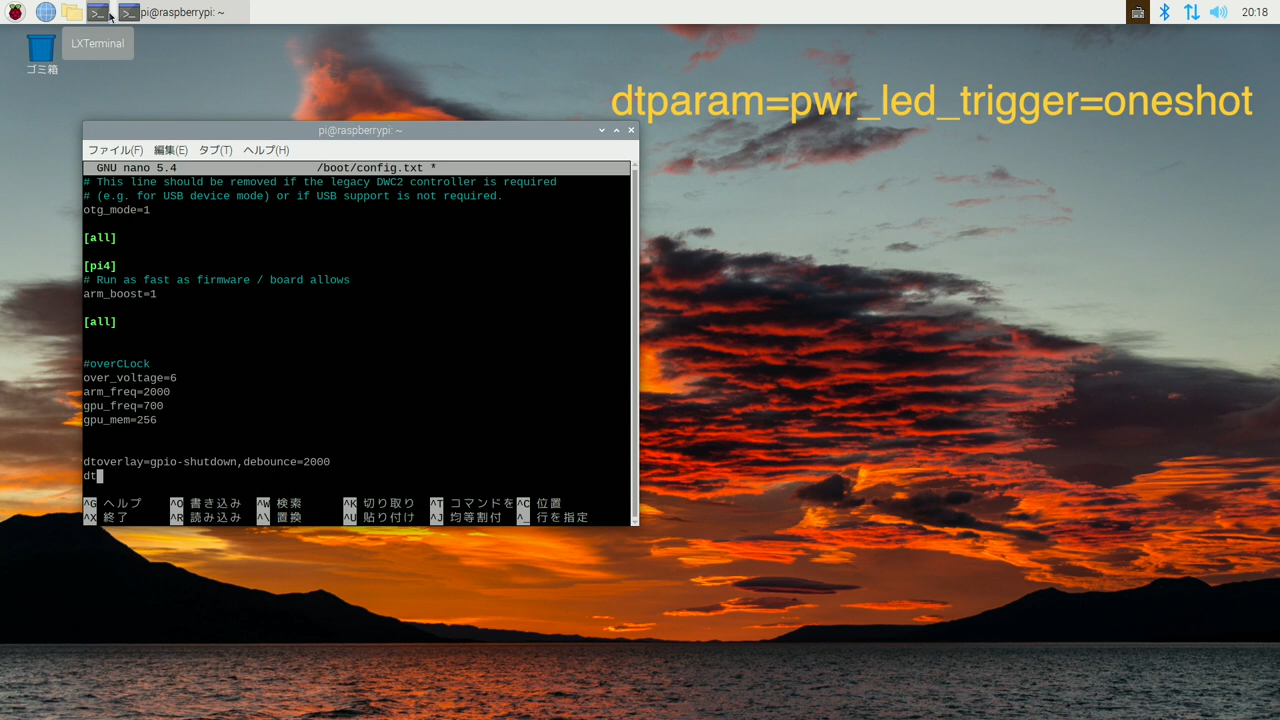 pi@raspberrypi: ~
20:18
LXTerminal
ゴミ箱
dtparam=pwr_led_trigger=oneshot
pi@raspberrypi: ~
ファイル(F) 編集(E) タブ(T) ヘルプ(H)
GNU nano 5.4 /boot/config.txt *
# This line should be removed if the legacy DWC2 controller is required
# (e.g. for USB device mode) or if USB support is not required.
otg_mode=1
[all]
[pi4]
# Run as fast as firmware / board allows
arm_boost=1
[all]
#overCLock
over_voltage=6
arm_freq=2000
gpu_freq=700
gpu_mem=256
dtoverlay=gpio-shutdown,debounce=2000
dt
^G ヘルプ ^O 書き込み ^W 検索 ^K 切り取り ^T コマンドを ^C 位置
^X 終了 ^R 読み込み ^\ 置換 ^U 貼り付け ^J 均等割付 ^_ 行を指定